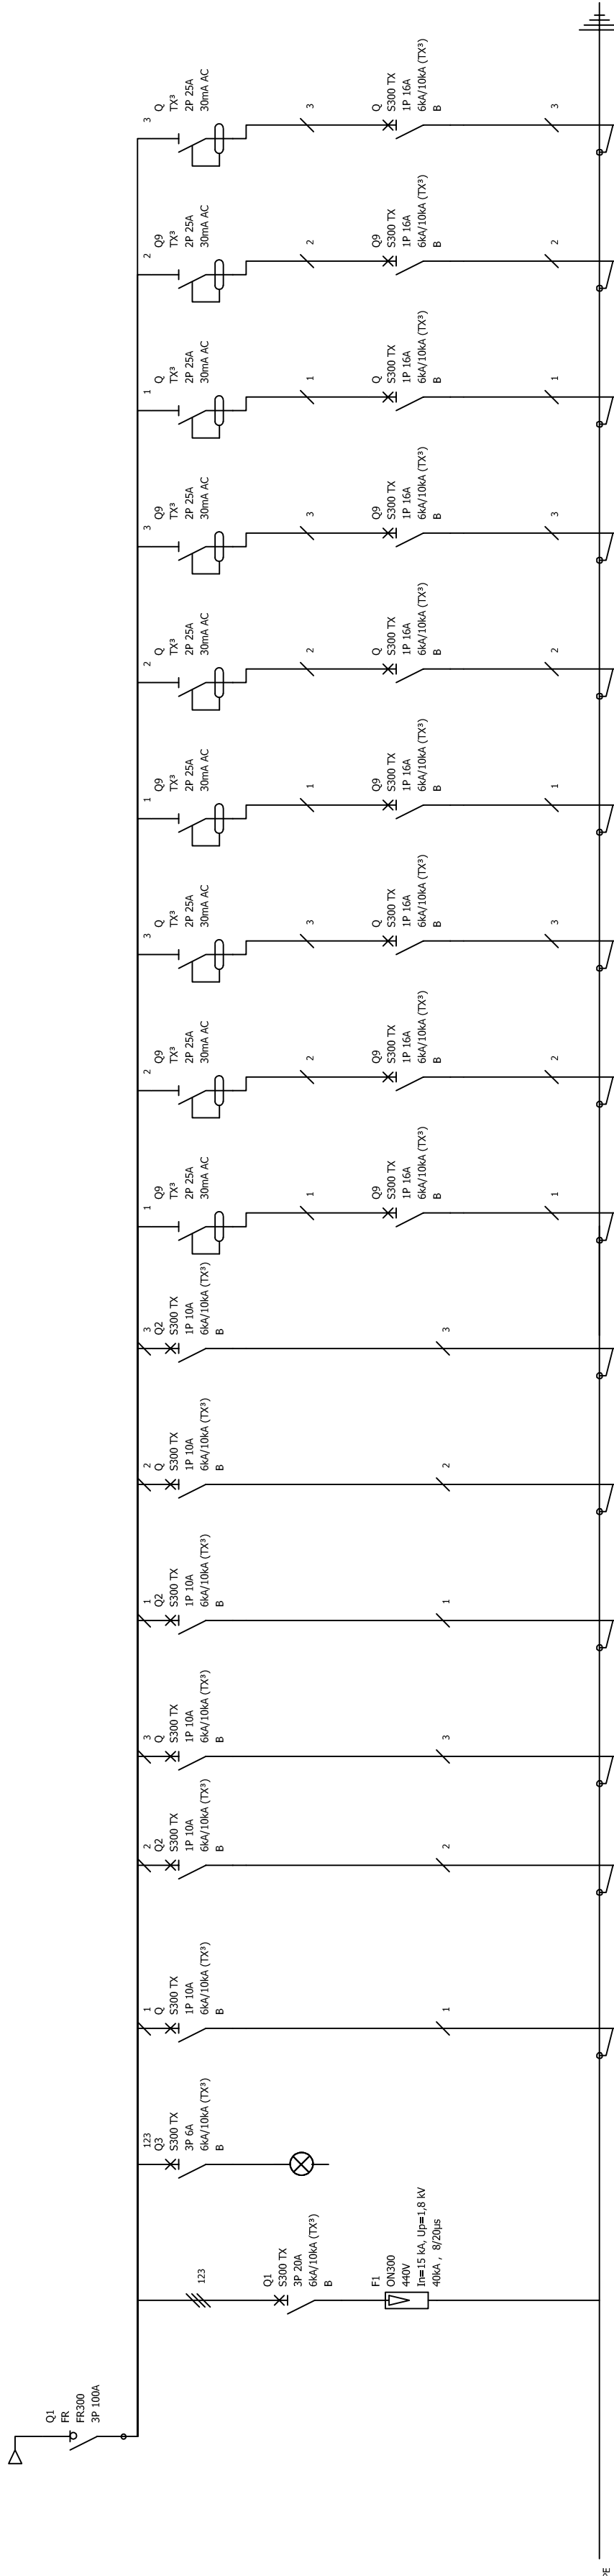 Q1
FR
FR300
3P 100A
123
Q1
S300 TX
3P 20A
6kA/10kA (TX³)
B
F1
ON300
440V
In=15 kA, Up=1,8 kV
40kA , 8/20µs
123
Q3
S300 TX
3P 6A
6kA/10kA (TX³)
B
1
Q
S300 TX
1P 10A
6kA/10kA (TX³)
B
1
2
Q2
S300 TX
1P 10A
6kA/10kA (TX³)
B
2
3
Q
S300 TX
1P 10A
6kA/10kA (TX³)
B
3
1
Q2
S300 TX
1P 10A
6kA/10kA (TX³)
B
1
2
Q
S300 TX
1P 10A
6kA/10kA (TX³)
B
2
3
Q2
S300 TX
1P 10A
6kA/10kA (TX³)
B
3
1
Q9
TX³
2P 25A
30mA AC
1
Q9
S300 TX
1P 16A
6kA/10kA (TX³)
B
1
2
Q9
TX³
2P 25A
30mA AC
2
Q9
S300 TX
1P 16A
6kA/10kA (TX³)
B
2
3
Q
TX³
2P 25A
30mA AC
3
Q
S300 TX
1P 16A
6kA/10kA (TX³)
B
3
1
Q9
TX³
2P 25A
30mA AC
1
Q9
S300 TX
1P 16A
6kA/10kA (TX³)
B
1
2
Q
TX³
2P 25A
30mA AC
2
Q
S300 TX
1P 16A
6kA/10kA (TX³)
B
2
3
Q9
TX³
2P 25A
30mA AC
3
Q9
S300 TX
1P 16A
6kA/10kA (TX³)
B
3
1
Q
TX³
2P 25A
30mA AC
1
Q
S300 TX
1P 16A
6kA/10kA (TX³)
B
1
2
Q9
TX³
2P 25A
30mA AC
2
Q9
S300 TX
1P 16A
6kA/10kA (TX³)
B
2
3
Q
TX³
2P 25A
30mA AC
3
Q
S300 TX
1P 16A
6kA/10kA (TX³)
B
3
PE